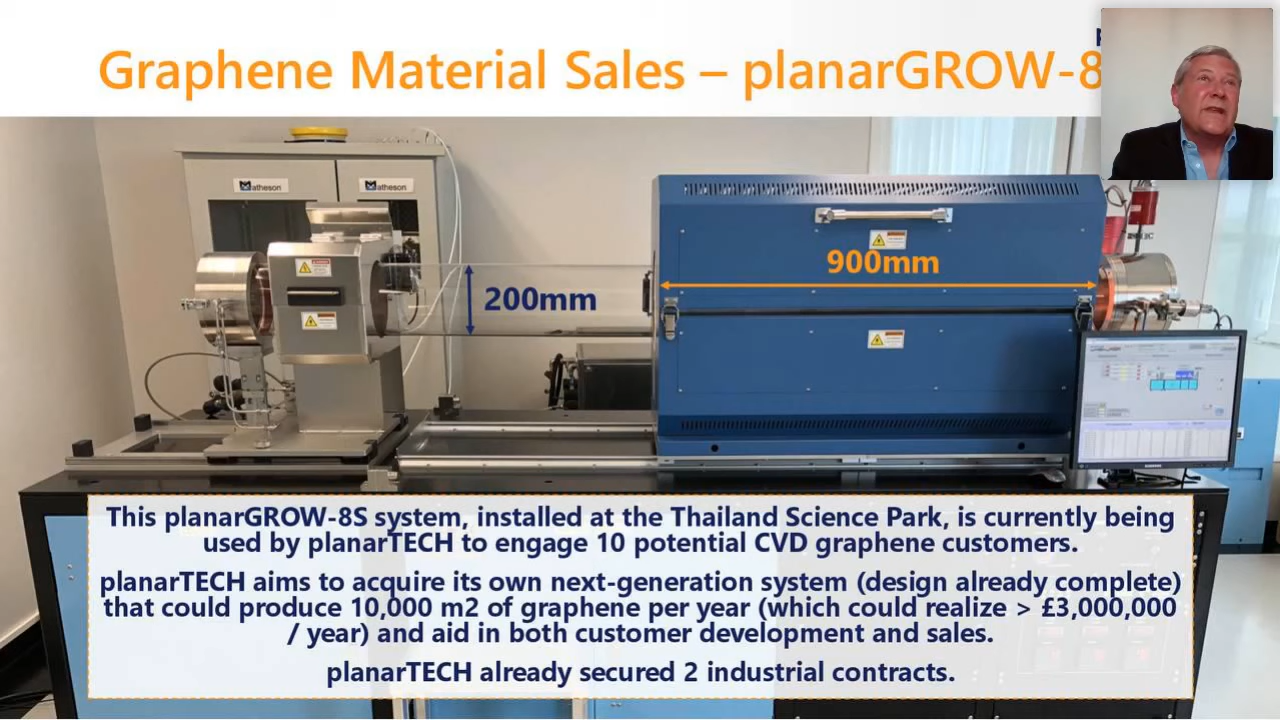 Graphene Material Sales – planarGROW-8
Matheson
Matheson
900mm
200mm
This planarGROW-8S system, installed at the Thailand Science Park, is currently being
used by planarTECH to engage 10 potential CVD graphene customers.
planarTECH aims to acquire its own next-generation system (design already complete)
that could produce 10,000 m2 of graphene per year (which could realize > £3,000,000
/ year) and aid in both customer development and sales.
planarTECH already secured 2 industrial contracts.